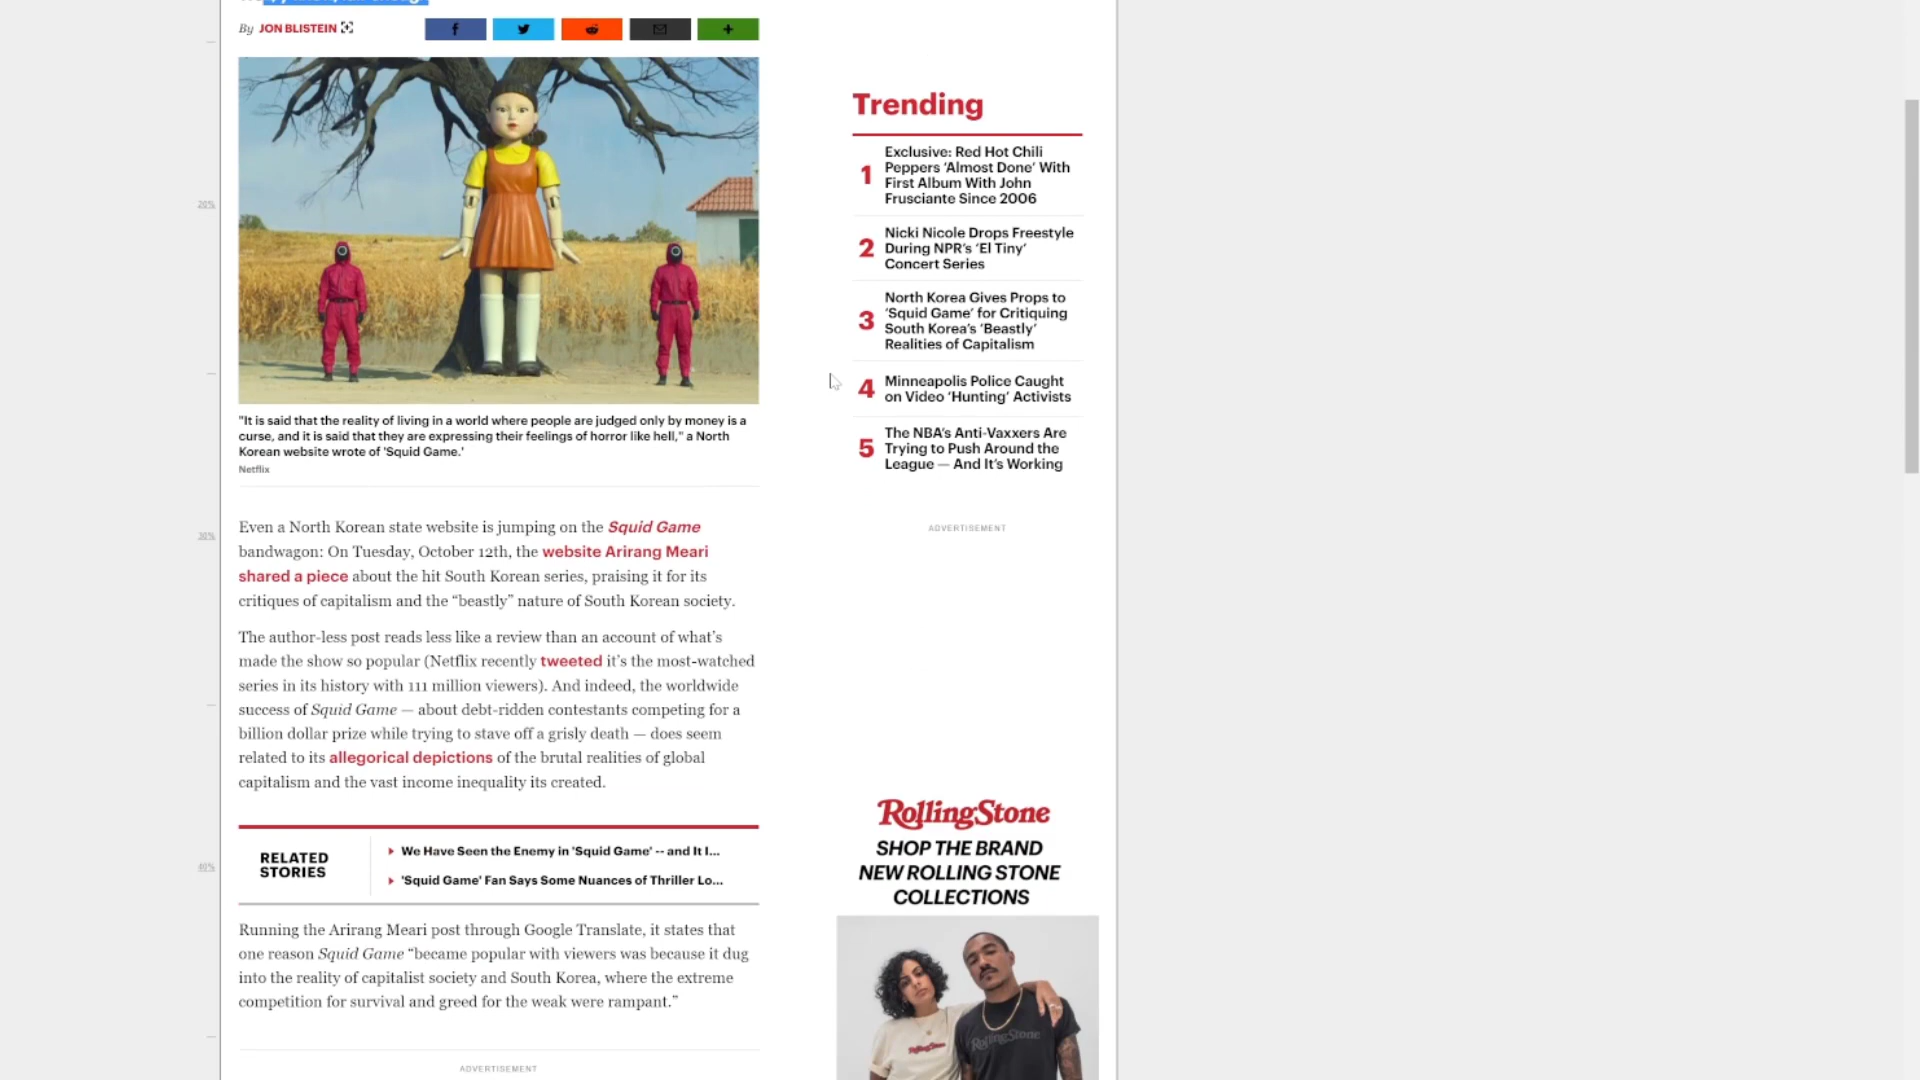 By JON BLISTEIN
"It is said that the reality of living in a world where people are judged only by money is a
curse, and it is said that they are expressing their feelings of horror like hell," a North
Korean website wrote of 'Squid Game.'
Netflix
Even a North Korean state website is jumping on the Squid Game
bandwagon: On Tuesday, October 12th, the website Arirang Meari
shared a piece about the hit South Korean series, praising it for its
critiques of capitalism and the “beastly” nature of South Korean society.
The author-less post reads less like a review than an account of what’s
made the show so popular (Netflix recently tweeted it’s the most-watched
series in its history with 111 million viewers). And indeed, the worldwide
success of Squid Game — about debt-ridden contestants competing for a
billion dollar prize while trying to stave off a grisly death — does seem
related to its allegorical depictions of the brutal realities of global
capitalism and the vast income inequality its created.
RELATED
STORIES
We Have Seen the Enemy in 'Squid Game' -- and It I...
'Squid Game' Fan Says Some Nuances of Thriller Lo...
Running the Arirang Meari post through Google Translate, it states that
one reason Squid Game “became popular with viewers was because it dug
into the reality of capitalist society and South Korea, where the extreme
competition for survival and greed for the weak were rampant.”
ADVERTISEMENT
Trending
1
Exclusive: Red Hot Chili
Peppers ‘Almost Done’ With
First Album With John
Frusciante Since 2006
2
Nicki Nicole Drops Freestyle
During NPR’s ‘El Tiny’
Concert Series
3
North Korea Gives Props to
‘Squid Game’ for Critiquing
South Korea’s ‘Beastly’
Realities of Capitalism
4
Minneapolis Police Caught
on Video ‘Hunting’ Activists
5
The NBA’s Anti-Vaxxers Are
Trying to Push Around the
League — And It’s Working
ADVERTISEMENT
RollingStone
SHOP THE BRAND
NEW ROLLING STONE
COLLECTIONS
RollingStone
RollingStone
20%
30%
40%